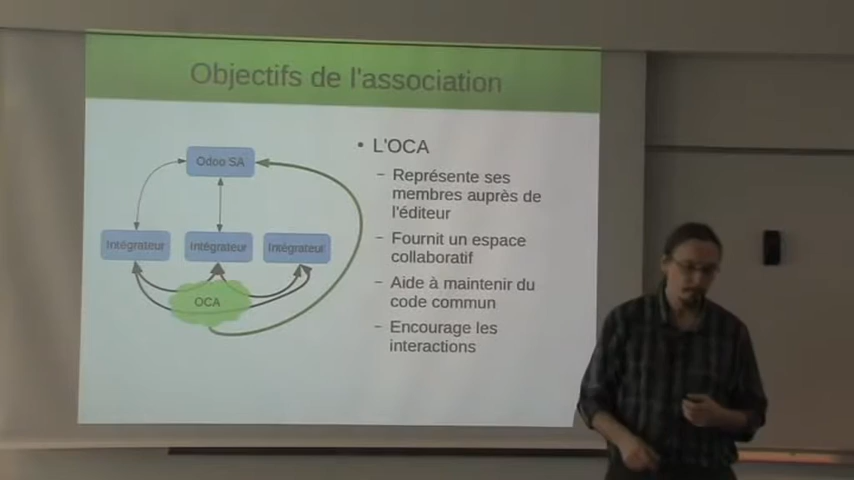 Objectifs de l'association
Odoo SA
Intégrateur
Intégrateur
Intégrateur
OCA
• L'OCA
– Représente ses
membres auprès de
l'éditeur
– Fournit un espace
collaboratif
– Aide à maintenir du
code commun
– Encourage les
interactions